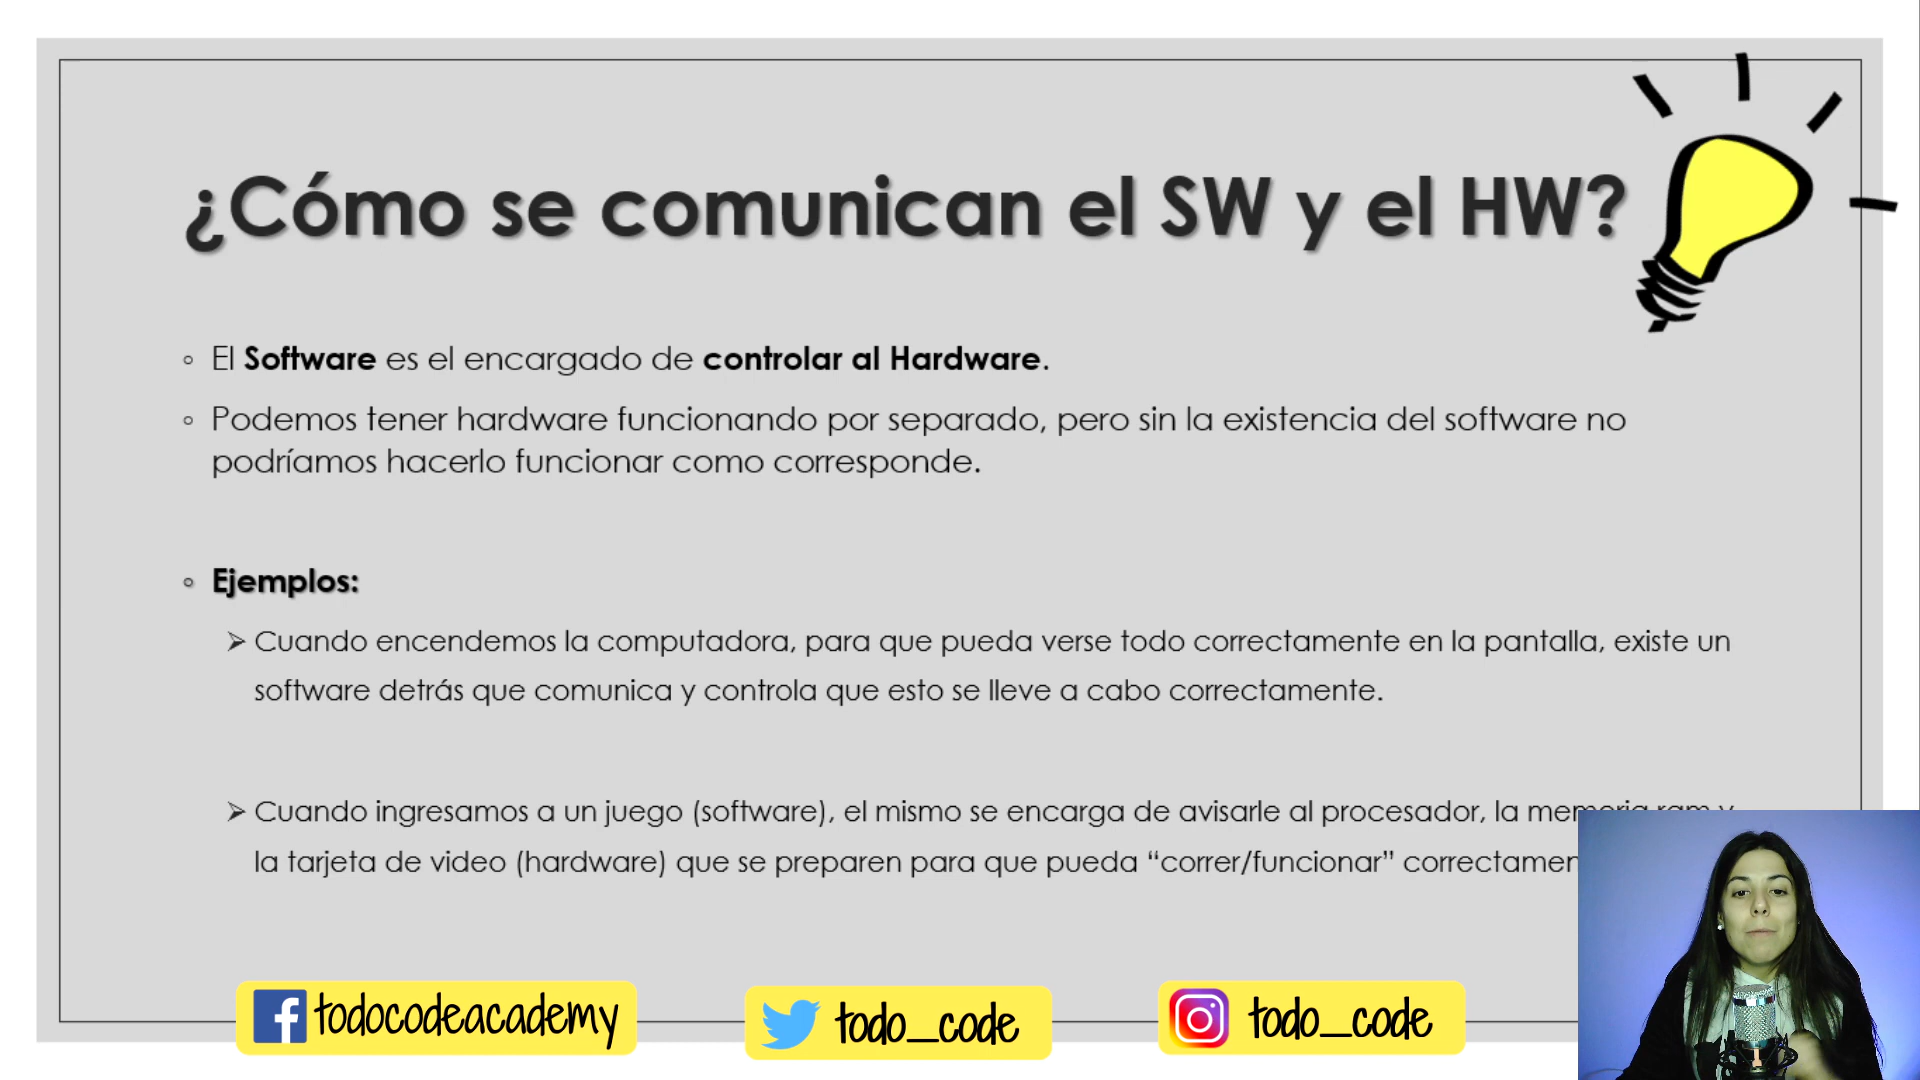 ¿Cómo se comunican el SW y el HW?
◦ El Software es el encargado de controlar al Hardware.
◦ Podemos tener hardware funcionando por separado, pero sin la existencia del software no
podríamos hacerlo funcionar como corresponde.
◦ Ejemplos:
➢ Cuando encendemos la computadora, para que pueda verse todo correctamente en la pantalla, existe un
software detrás que comunica y controla que esto se lleve a cabo correctamente.
➢ Cuando ingresamos a un juego (software), el mismo se encarga de avisarle al procesador, la memoria ram y
la tarjeta de video (hardware) que se preparen para que pueda “correr/funcionar”
todocodeacademy
todo_code
todo_code